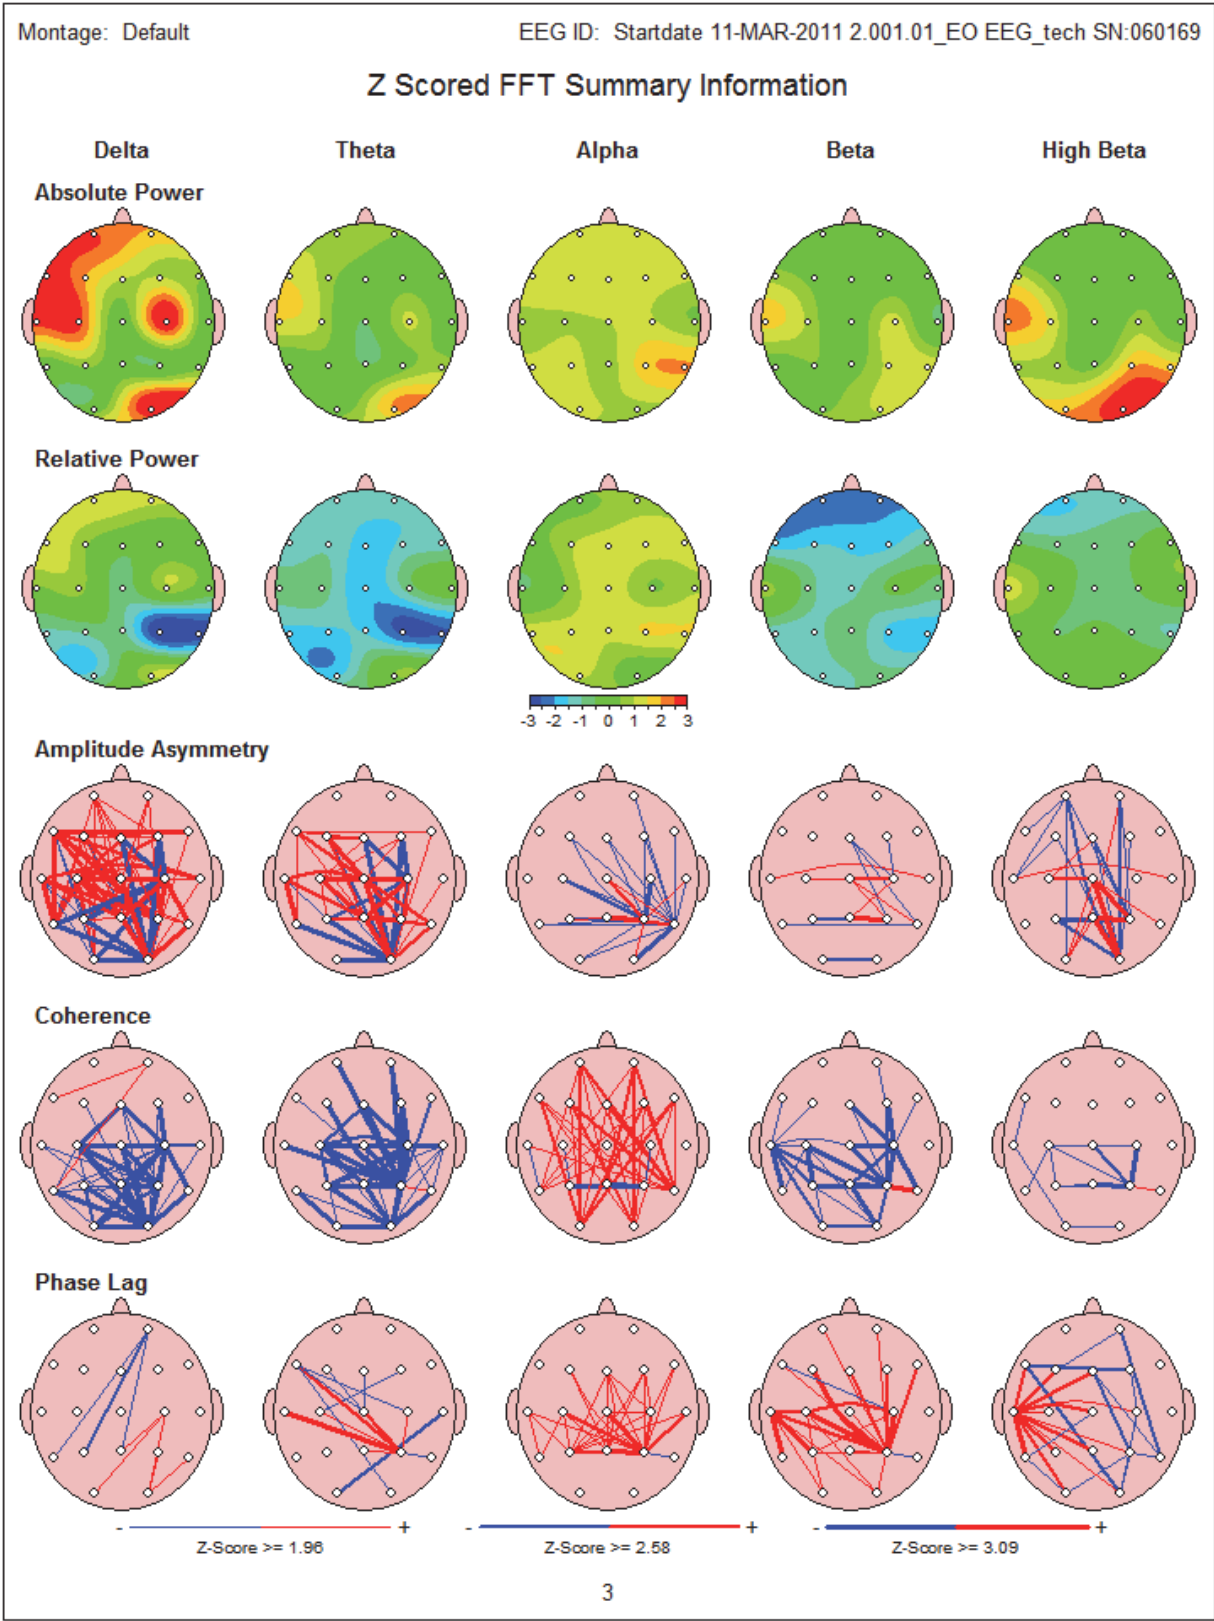 Montage: Default EEG ID: Startdate 11-MAR-2011 2.001.01_EO EEG_tech SN:060169
Z Scored FFT Summary Information
Delta Theta Alpha Beta High Beta
Absolute Power
Relative Power
-3 -2 -1 0 1 2 3
Amplitude Asymmetry
Coherence
Phase Lag
- + - + - +
Z-Score >= 1.96 Z-Score >= 2.58 Z-Score >= 3.09
3